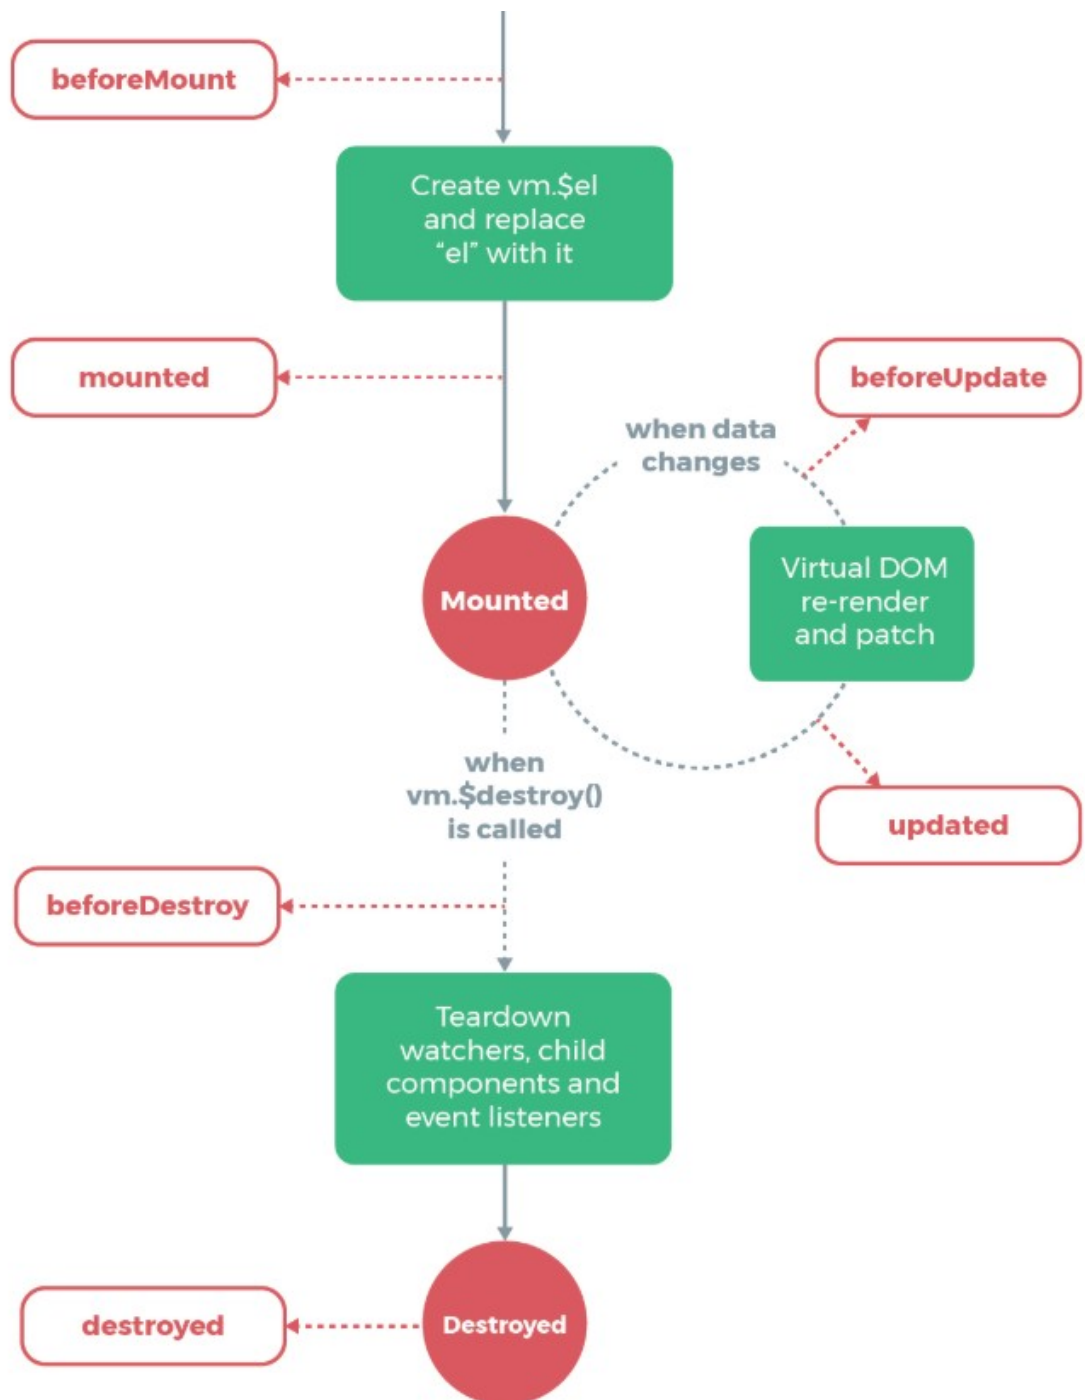 beforeMount
Create vm.$el
and replace
“el” with it
mounted
beforeUpdate
when data
changes
Virtual DOM
re-render
and patch
Mounted
when
vm.$destroy()
is called
updated
beforeDestroy
Teardown
watchers, child
components and
event listeners
destroyed
Destroyed